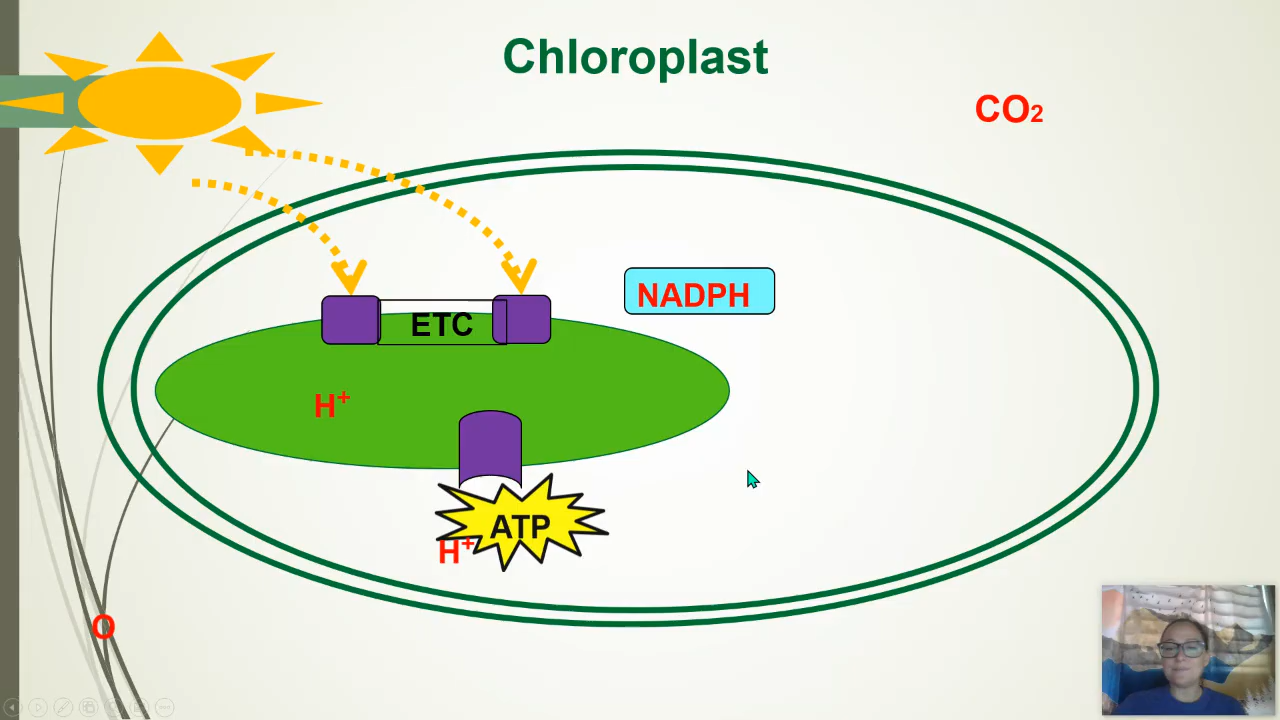 Chloroplast
CO₂
NADPH
ETC
H⁺
ATP
H⁺
O